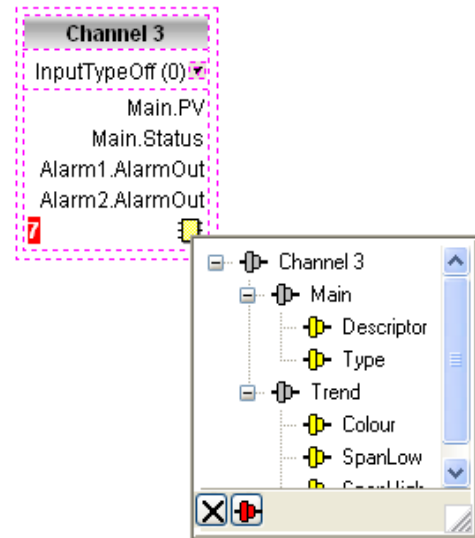 Channel 3
InputTypeOff (0)
Main.PV
Main.Status
Alarm1.AlarmOut
Alarm2.AlarmOut
7
Channel 3
Main
Descriptor
Type
Trend
Colour
SpanLow
SpanHigh